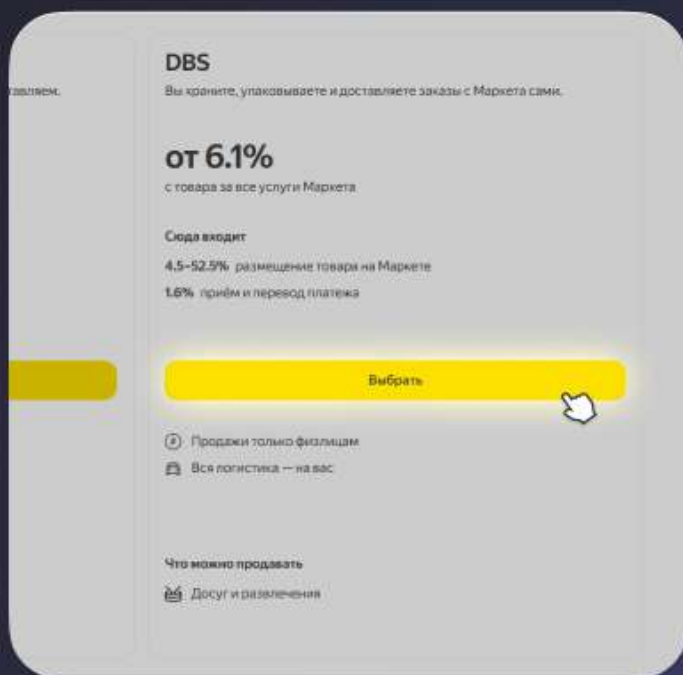 тавляем.
DBS
Вы храните, упаковываете и доставляете заказы с Маркета сами.
от 6.1%
с товара за все услуги Маркета
Сюда входит
4.5–52.5% размещение товара на Маркете
1.6% приём и перевод платежа
Выбрать
Продажи только физлицам
Вся логистика — на вас
Что можно продавать
Досуг и развлечения